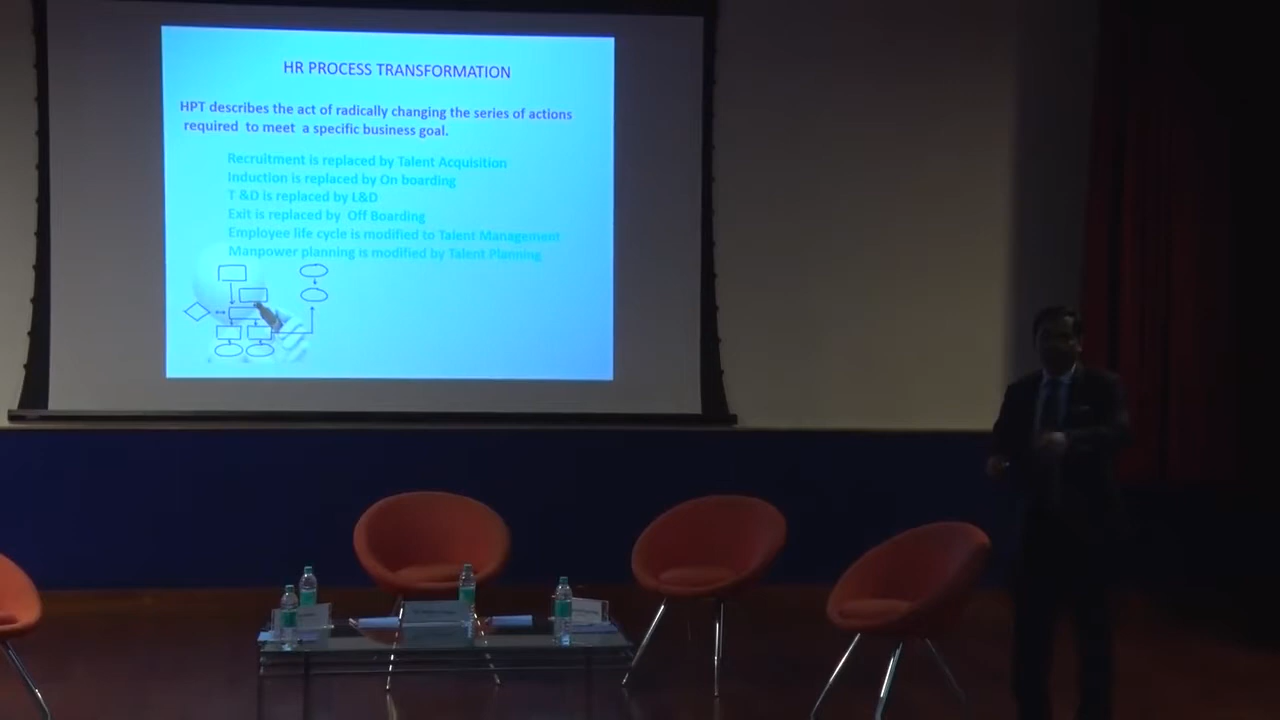 HR PROCESS TRANSFORMATION
HPT describes the act of radically changing the series of actions
required to meet a specific business goal.
Recruitment is replaced by Talent Acquisition
Induction is replaced by On boarding
T &D is replaced by L&D
Exit is replaced by Off Boarding
Employee life cycle is modified to Talent Management
Manpower planning is modified by Talent Planning